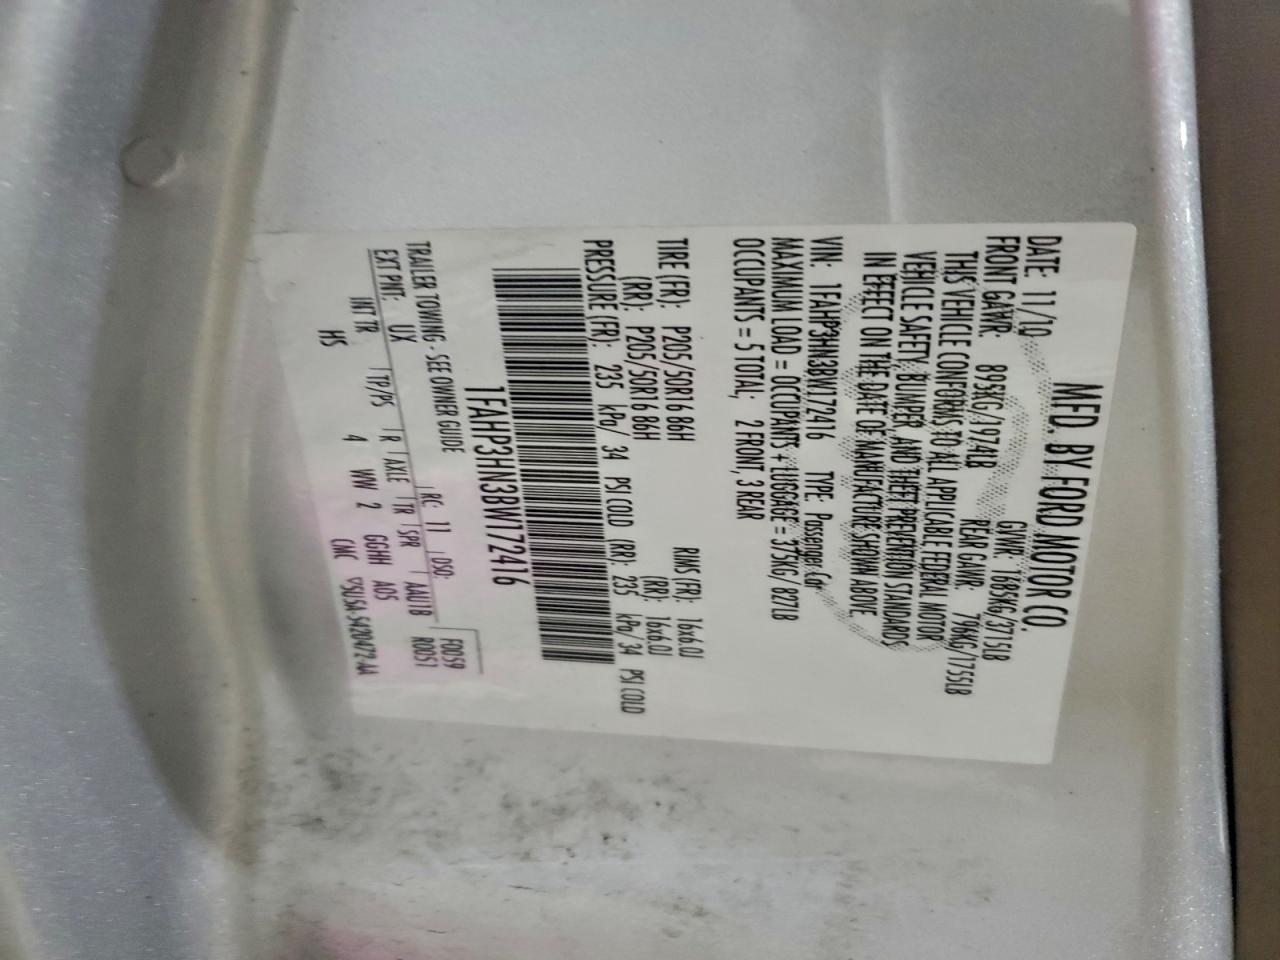 MFD. BY FORD MOTOR CO.
DATE: 11/10 GVWR: 1685KG/3715LB
FRONT GAWR: 895KG/1974LB REAR GAWR: 796KG/1755LB
THIS VEHICLE CONFORMS TO ALL APPLICABLE FEDERAL MOTOR
VEHICLE SAFETY, BUMPER, AND THEFT PREVENTION STANDARDS
IN EFFECT ON THE DATE OF MANUFACTURE SHOWN ABOVE.
VIN: 1FAHP3HN3BW172416 TYPE: Passenger Car
MAXIMUM LOAD = OCCUPANTS + LUGGAGE = 375KG/ 827LB
OCCUPANTS = 5 TOTAL, 2 FRONT, 3 REAR
TIRE (FR): P205/50R16 86H RIMS (FR): 16x6.0J
(RR): P205/50R16 86H (RR): 16x6.0J
PRESSURE (FR): 235 kPa/ 34 PSI COLD (RR): 235 kPa/ 34 PSI COLD
1FAHP3HN3BW172416
TRAILER TOWING - SEE OWNER GUIDE F0059
RC: 11 DSO: R0051
EXT PNT: UX AAU1B
INT TR TP/PS R AXLE TR SPR
HS 4 WW 2 GGHH A05